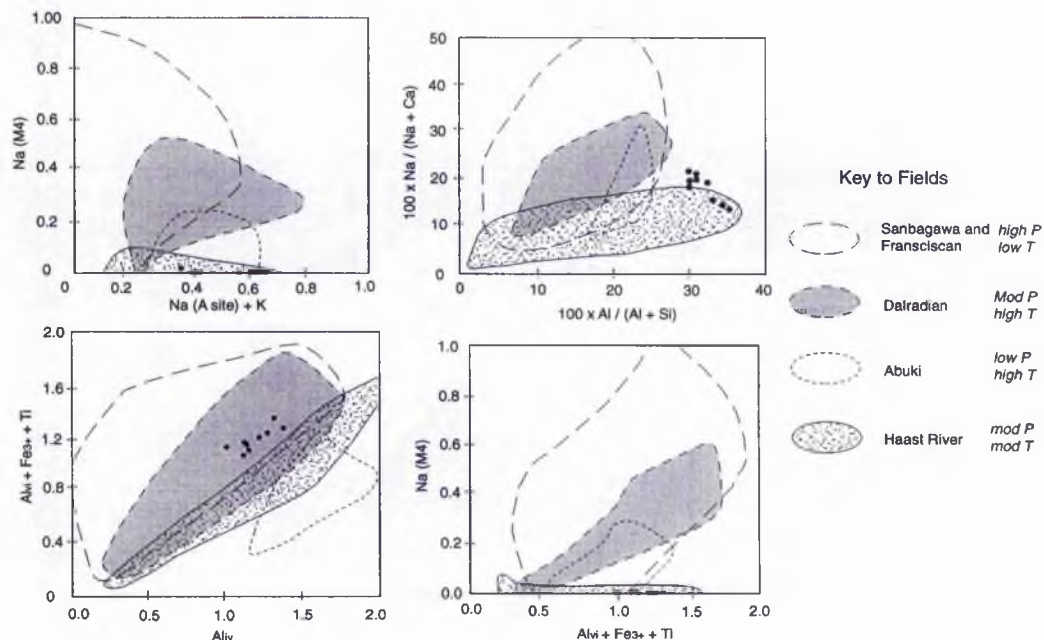 1.00
0.8
0.6
0.4
0.2
0
Na (M4)
0.2
0.4
0.6
0.8
1.0
Na (A site) + K
50
40
30
20
10
0
100 x Na / (Na + Ca)
0
10
20
30
40
100 x Al / (Al + Si)
2.0
1.6
1.2
0.8
0.4
0
Alvi + Fe3+ + Ti
0.0
0.5
1.0
1.5
2.0
Aliv
1.0
0.8
0.6
0.4
0.2
0.0
Na (M4)
0.0
0.5
1.0
1.5
2.0
Alvi + Fe3+ + Ti
Key to Fields
Sanbagawa and high P
Fransciscan low T
Dalradian Mod P
high T
Abuki low P
high T
Haast River mod P
mod T